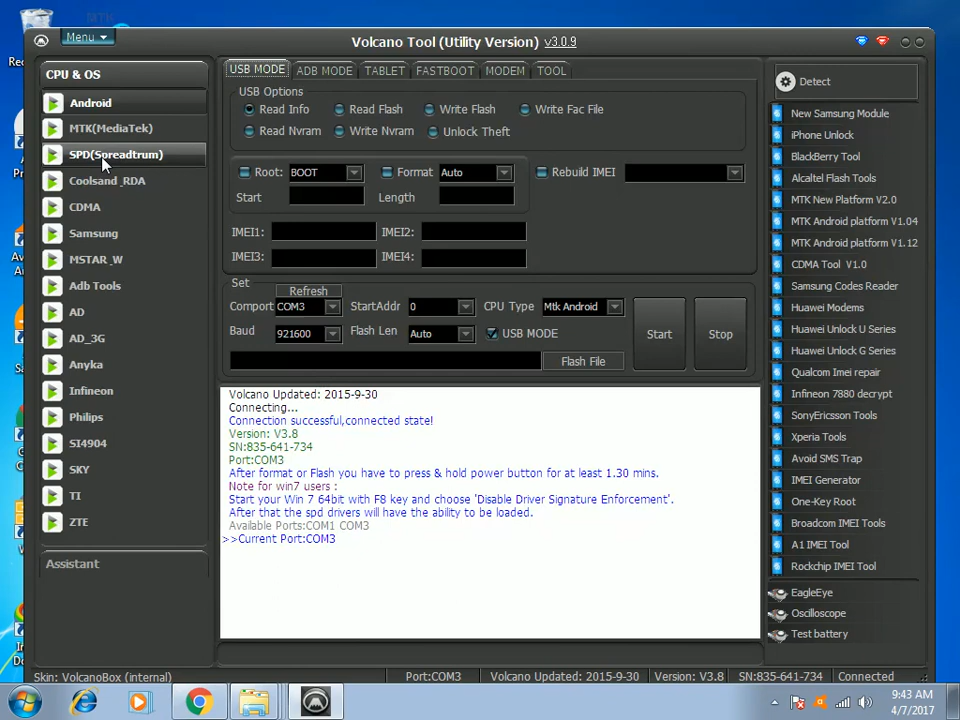 Menu
Volcano Tool (Utility Version) v3.0.9
CPU & OS
Android
MTK(MediaTek)
SPD(Spreadtrum)
Coolsand_RDA
CDMA
Samsung
MSTAR_W
Adb Tools
AD
AD_3G
Anyka
Infineon
Philips
SI4904
SKY
TI
ZTE
Assistant
USB MODE ADB MODE TABLET FASTBOOT MODEM TOOL
USB Options
Read Info Read Flash Write Flash Write Fac File
Read Nvram Write Nvram Unlock Theft
Root: BOOT Format Auto Rebuild IMEI
Start Length
IMEI1: IMEI2:
IMEI3: IMEI4:
Set
Refresh
Comport COM3 StartAddr 0 CPU Type Mtk Android
Baud 921600 Flash Len Auto USB MODE
Start Stop
Flash File
Volcano Updated: 2015-9-30
Connecting...
Connection successful,connected state!
Version: V3.8
SN:835-641-734
Port:COM3
After format or Flash you have to press & hold power button for at least 1.30 mins.
Note for win7 users :
Start your Win 7 64bit with F8 key and choose 'Disable Driver Signature Enforcement'.
After that the spd drivers will have the ability to be loaded.
Available Ports:COM1 COM3
>>Current Port:COM3
Detect
New Samsung Module
iPhone Unlock
BlackBerry Tool
Alcaltel Flash Tools
MTK New Platform V2.0
MTK Android platform V1.04
MTK Android platform V1.12
CDMA Tool V1.0
Samsung Codes Reader
Huawei Modems
Huawei Unlock U Series
Huawei Unlock G Series
Qualcom Imei repair
Infineon 7880 decrypt
SonyEricsson Tools
Xperia Tools
Avoid SMS Trap
IMEI Generator
One-Key Root
Broadcom IMEI Tools
A1 IMEI Tool
Rockchip IMEI Tool
EagleEye
Oscilloscope
Test battery
Skin: VolcanoBox (internal) Port:COM3 Volcano Updated: 2015-9-30 Version: V3.8 SN:835-641-734 Connected
9:43 AM
4/7/2017